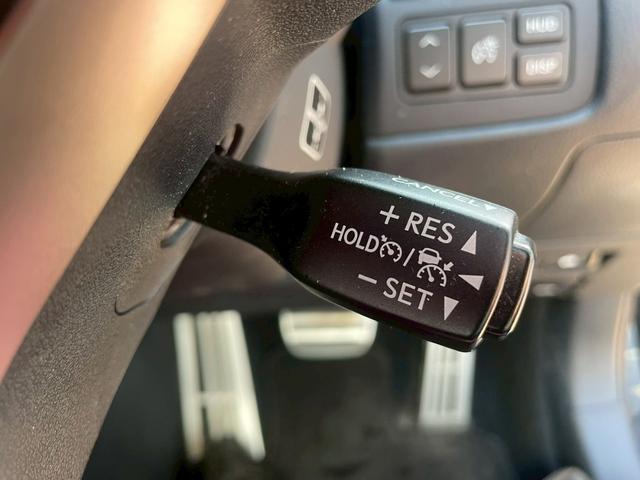 HUD
DISP
CANCEL
+ RES
HOLD /
− SET